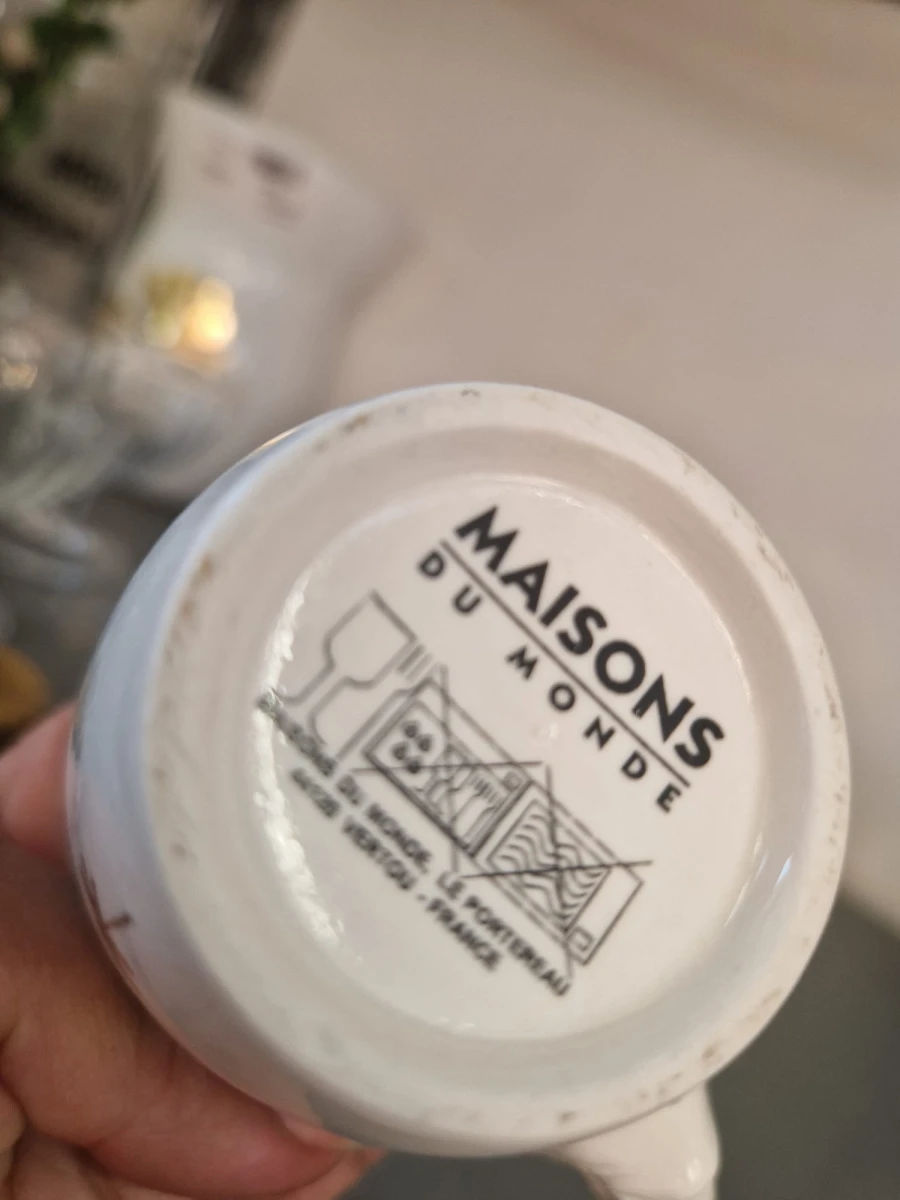 MAISONS
DU MONDE
MAISONS DU MONDE, LE PORTEREAU
44120 VERTOU - FRANCE